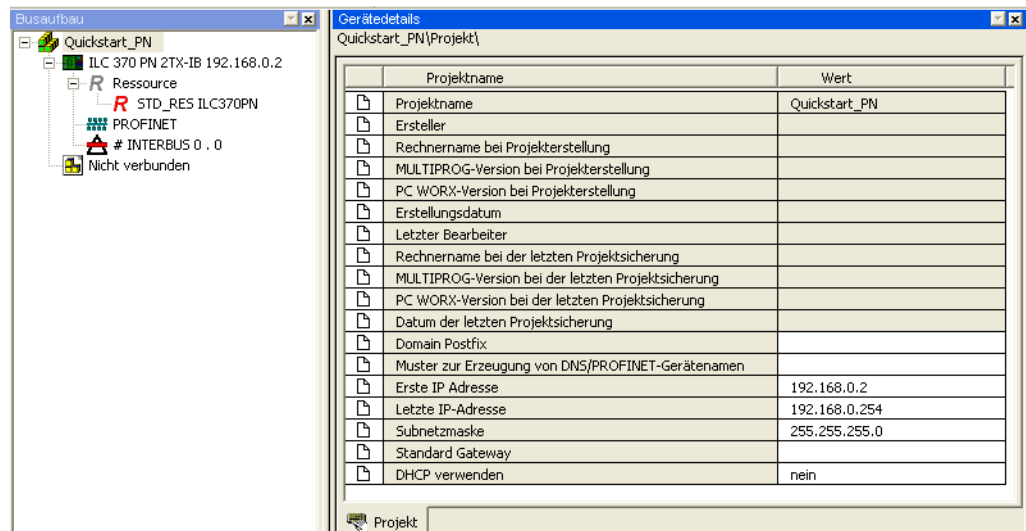 Busaufbau
Quickstart_PN
ILC 370 PN 2TX-IB 192.168.0.2
R Ressource
R STD_RES ILC370PN
PROFINET
# INTERBUS 0 . 0
Nicht verbunden
Gerätedetails
Quickstart_PN\Projekt\
Projektname Wert
Projektname Quickstart_PN
Ersteller
Rechnername bei Projekterstellung
MULTIPROG-Version bei Projekterstellung
PC WORX-Version bei Projekterstellung
Erstellungsdatum
Letzter Bearbeiter
Rechnername bei der letzten Projektsicherung
MULTIPROG-Version bei der letzten Projektsicherung
PC WORX-Version bei der letzten Projektsicherung
Datum der letzten Projektsicherung
Domain Postfix
Muster zur Erzeugung von DNS/PROFINET-Gerätenamen
Erste IP Adresse 192.168.0.2
Letzte IP-Adresse 192.168.0.254
Subnetzmaske 255.255.255.0
Standard Gateway
DHCP verwenden nein
Projekt